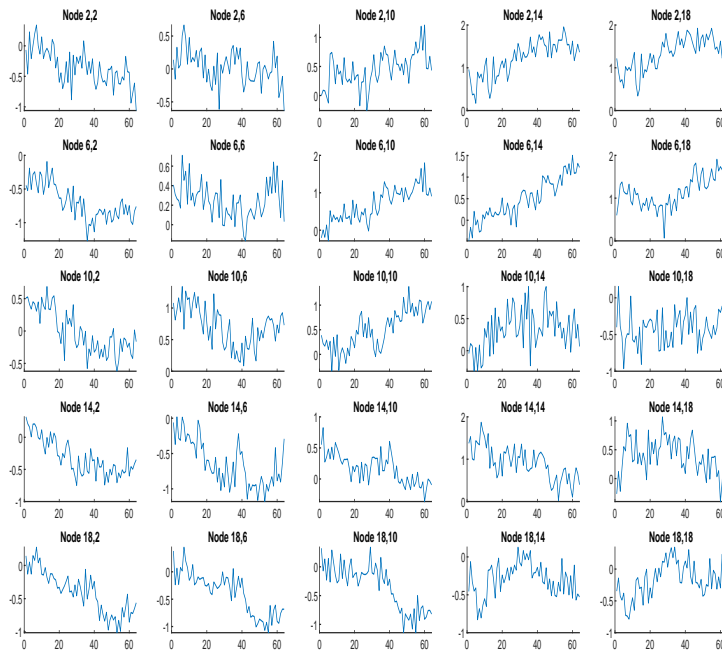 Node 2,2 Node 2,6 Node 2,10 Node 2,14 Node 2,18
0 -0.5 -1 0.5 0 -0.5 1 0.5 0 2 1 0 2 1 0
0 20 40 60 0 20 40 60 0 20 40 60 0 20 40 60 0 20 40 60
Node 6,2 Node 6,6 Node 6,10 Node 6,14 Node 6,18
0 -0.5 -1 0.6 0.4 0.2 0 2 1 0 1.5 1 0.5 0 2 1 0
0 20 40 60 0 20 40 60 0 20 40 60 0 20 40 60 0 20 40 60
Node 10,2 Node 10,6 Node 10,10 Node 10,14 Node 10,18
0.5 0 -0.5 1 0.5 0 1 0.5 0 1 0.5 0 0 -0.5 -1
0 20 40 60 0 20 40 60 0 20 40 60 0 20 40 60 0 20 40 60
Node 14,2 Node 14,6 Node 14,10 Node 14,14 Node 14,18
0 -0.5 -1 0 -0.5 -1 1 0.5 0 2 1 0 1 0.5 0
0 20 40 60 0 20 40 60 0 20 40 60 0 20 40 60 0 20 40 60
Node 18,2 Node 18,6 Node 18,10 Node 18,14 Node 18,18
0 -0.5 -1 0 -0.5 -1 0 -0.5 -1 0 -0.5 -1 0 -0.5 -1
0 20 40 60 0 20 40 60 0 20 40 60 0 20 40 60 0 20 40 60